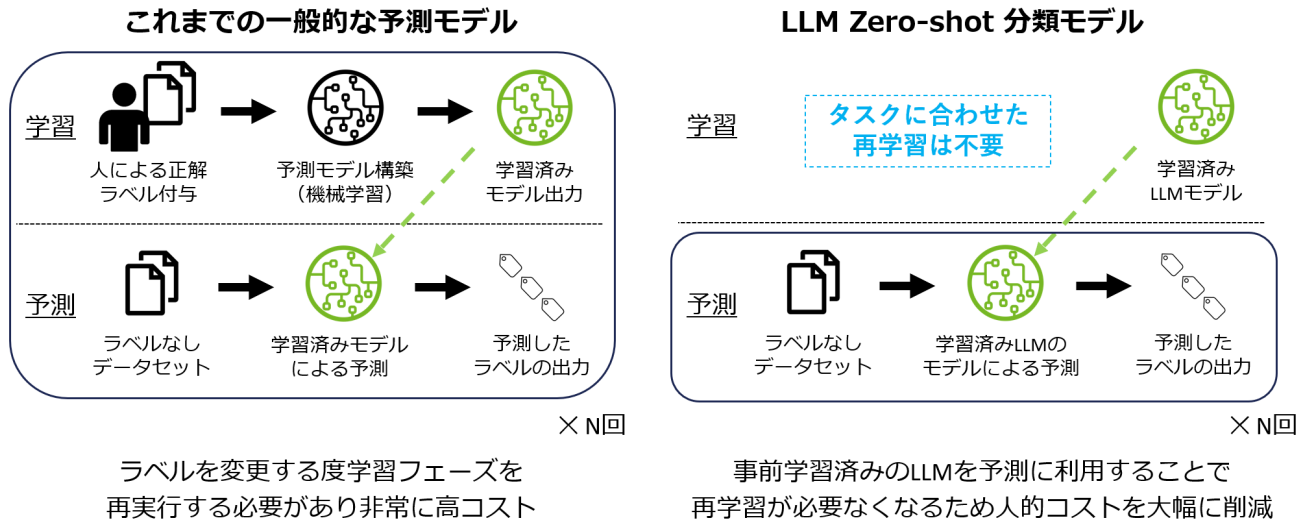 これまでの一般的な予測モデル
学習
人による正解
ラベル付与
予測モデル構築
（機械学習）
学習済み
モデル出力
予測
ラベルなし
データセット
学習済みモデル
による予測
予測した
ラベルの出力
× N回
ラベルを変更する度学習フェーズを
再実行する必要があり非常に高コスト
LLM Zero-shot 分類モデル
学習
タスクに合わせた
再学習は不要
学習済み
LLMモデル
予測
ラベルなし
データセット
学習済みLLMの
モデルによる予測
予測した
ラベルの出力
× N回
事前学習済みのLLMを予測に利用することで
再学習が必要なくなるため人的コストを大幅に削減